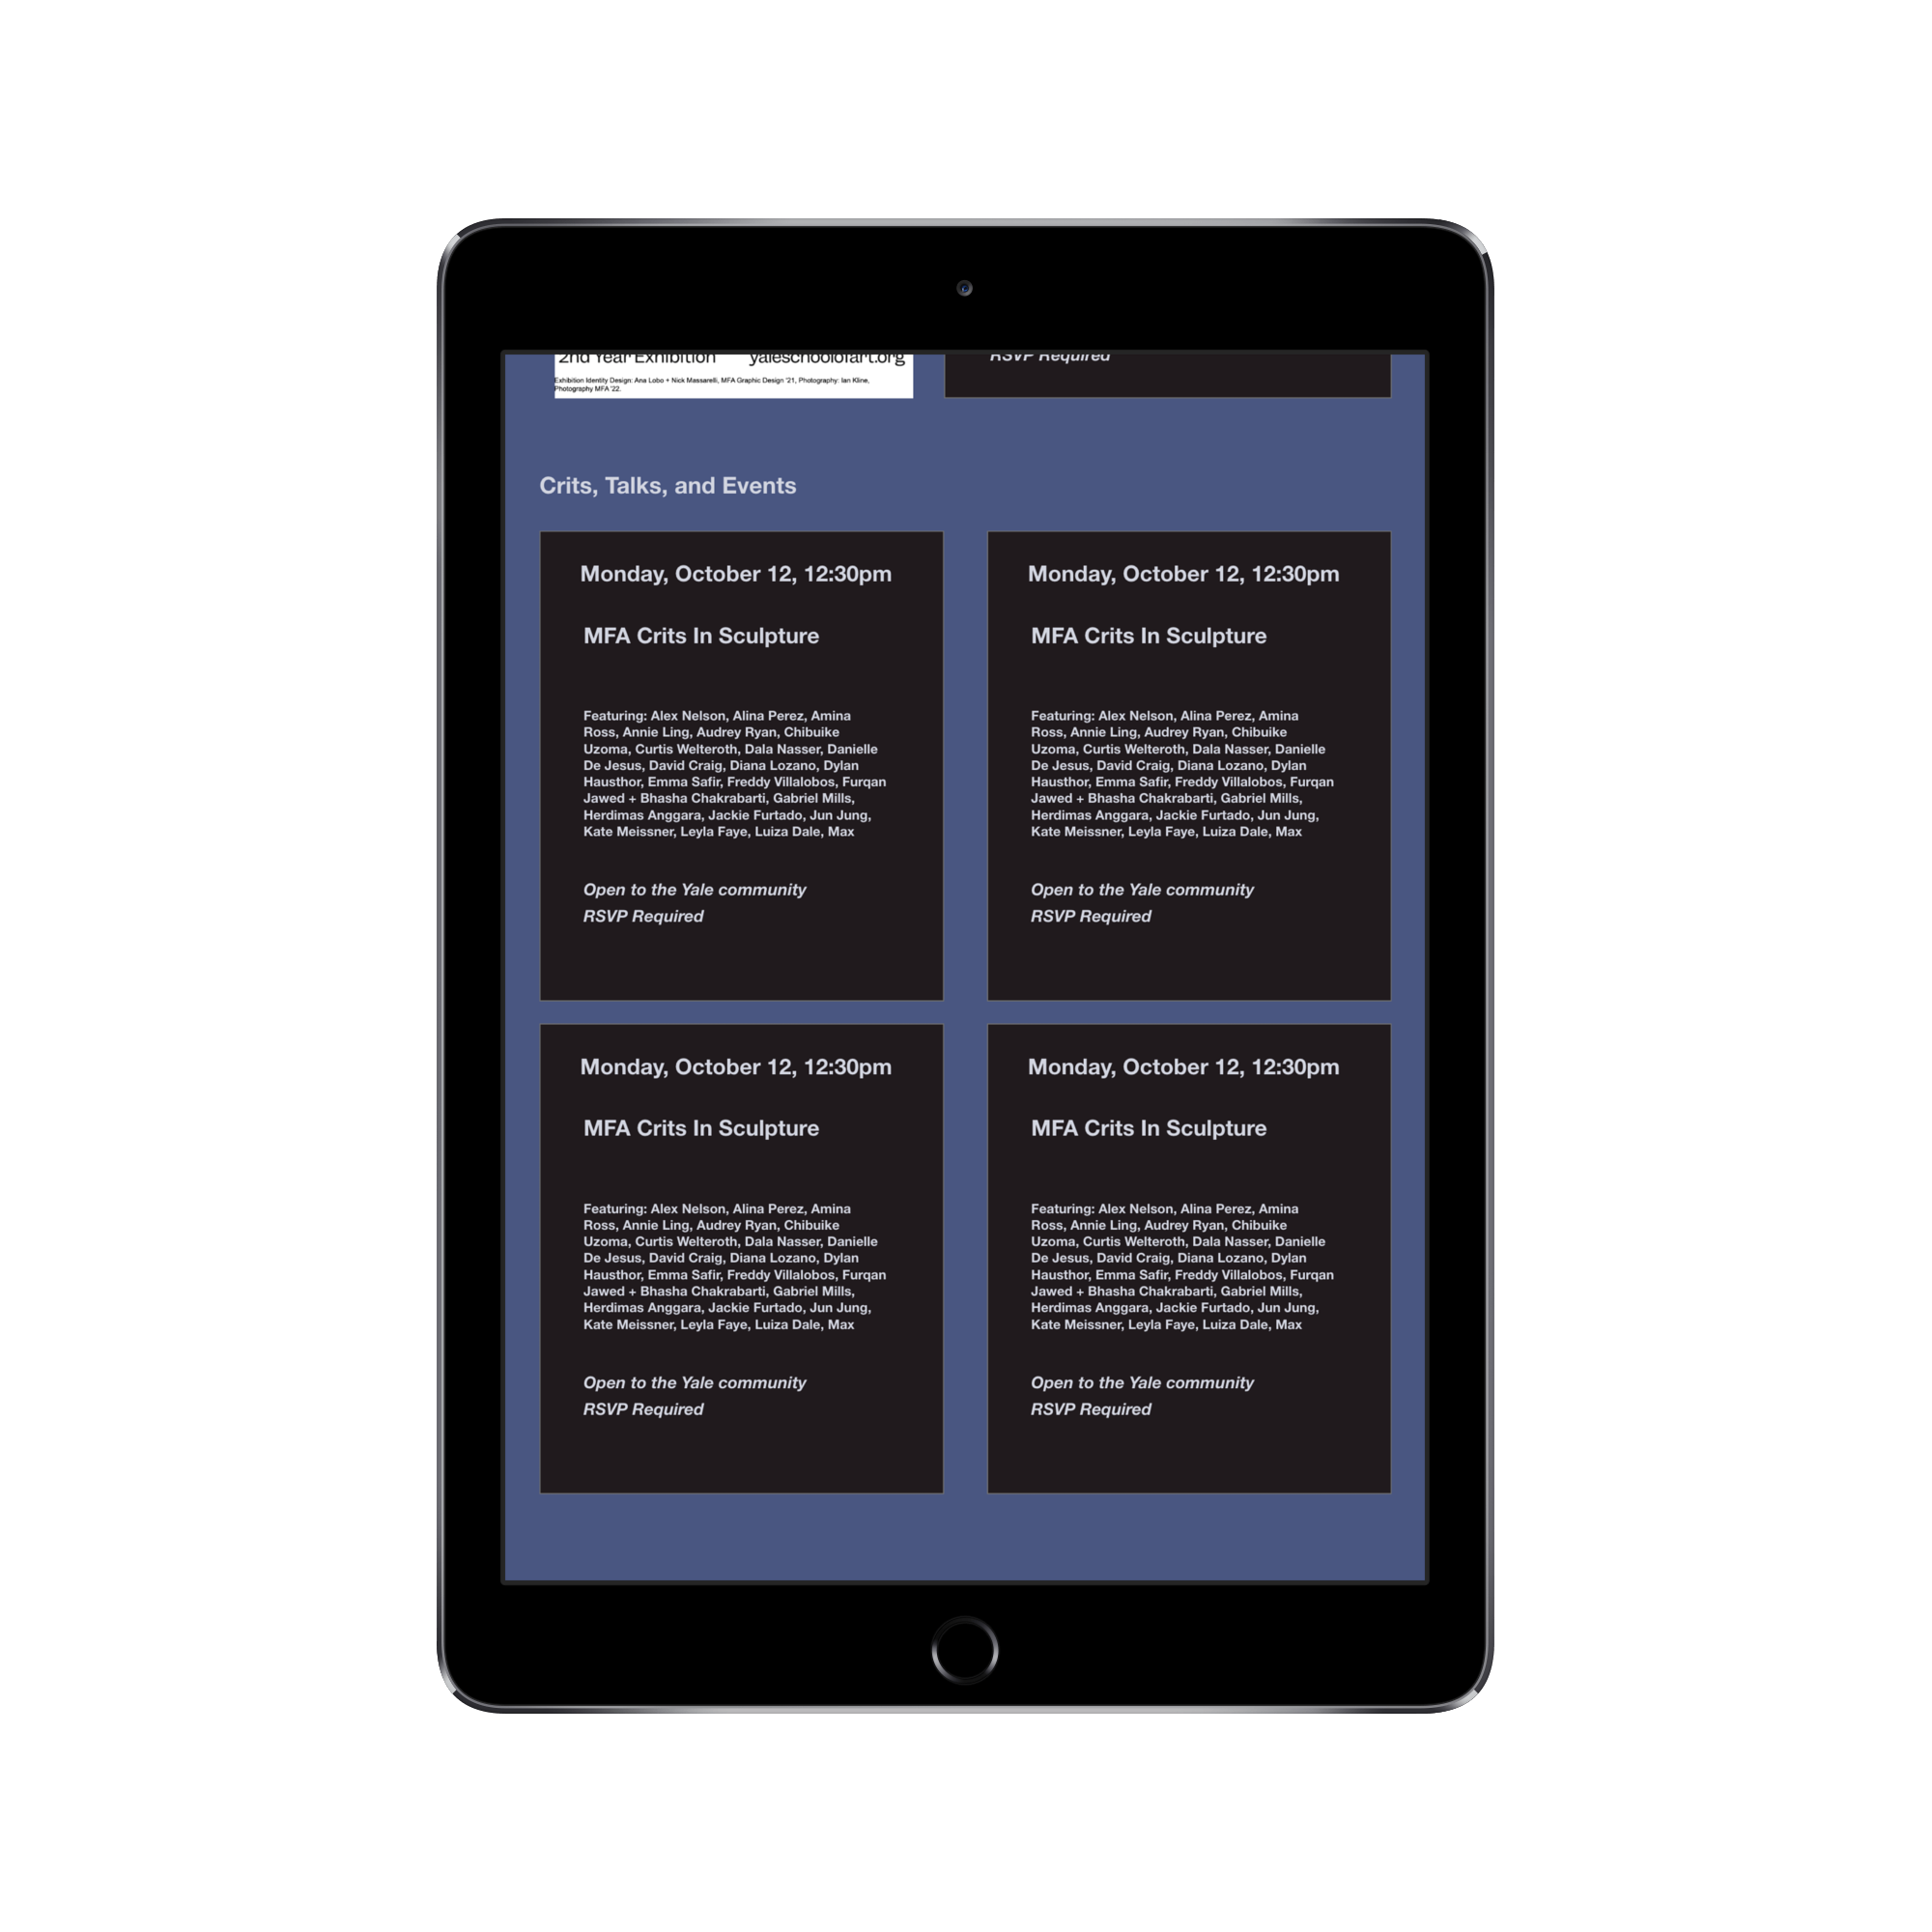 2nd Year Exhibition
yaleschoolofart.org
Exhibition Identity Design: Ana Lobo + Nick Massarelli, MFA Graphic Design '21, Photography: Ian Kline,
Photography MFA '22.
RSVP Required
Crits, Talks, and Events
Monday, October 12, 12:30pm
MFA Crits In Sculpture
Featuring: Alex Nelson, Alina Perez, Amina
Ross, Annie Ling, Audrey Ryan, Chibuike
Uzoma, Curtis Welteroth, Dala Nasser, Danielle
De Jesus, David Craig, Diana Lozano, Dylan
Hausthor, Emma Safir, Freddy Villalobos, Furqan
Jawed + Bhasha Chakrabarti, Gabriel Mills,
Herdimas Anggara, Jackie Furtado, Jun Jung,
Kate Meissner, Leyla Faye, Luiza Dale, Max
Open to the Yale community
RSVP Required
Monday, October 12, 12:30pm
MFA Crits In Sculpture
Featuring: Alex Nelson, Alina Perez, Amina
Ross, Annie Ling, Audrey Ryan, Chibuike
Uzoma, Curtis Welteroth, Dala Nasser, Danielle
De Jesus, David Craig, Diana Lozano, Dylan
Hausthor, Emma Safir, Freddy Villalobos, Furqan
Jawed + Bhasha Chakrabarti, Gabriel Mills,
Herdimas Anggara, Jackie Furtado, Jun Jung,
Kate Meissner, Leyla Faye, Luiza Dale, Max
Open to the Yale community
RSVP Required
Monday, October 12, 12:30pm
MFA Crits In Sculpture
Featuring: Alex Nelson, Alina Perez, Amina
Ross, Annie Ling, Audrey Ryan, Chibuike
Uzoma, Curtis Welteroth, Dala Nasser, Danielle
De Jesus, David Craig, Diana Lozano, Dylan
Hausthor, Emma Safir, Freddy Villalobos, Furqan
Jawed + Bhasha Chakrabarti, Gabriel Mills,
Herdimas Anggara, Jackie Furtado, Jun Jung,
Kate Meissner, Leyla Faye, Luiza Dale, Max
Open to the Yale community
RSVP Required
Monday, October 12, 12:30pm
MFA Crits In Sculpture
Featuring: Alex Nelson, Alina Perez, Amina
Ross, Annie Ling, Audrey Ryan, Chibuike
Uzoma, Curtis Welteroth, Dala Nasser, Danielle
De Jesus, David Craig, Diana Lozano, Dylan
Hausthor, Emma Safir, Freddy Villalobos, Furqan
Jawed + Bhasha Chakrabarti, Gabriel Mills,
Herdimas Anggara, Jackie Furtado, Jun Jung,
Kate Meissner, Leyla Faye, Luiza Dale, Max
Open to the Yale community
RSVP Required